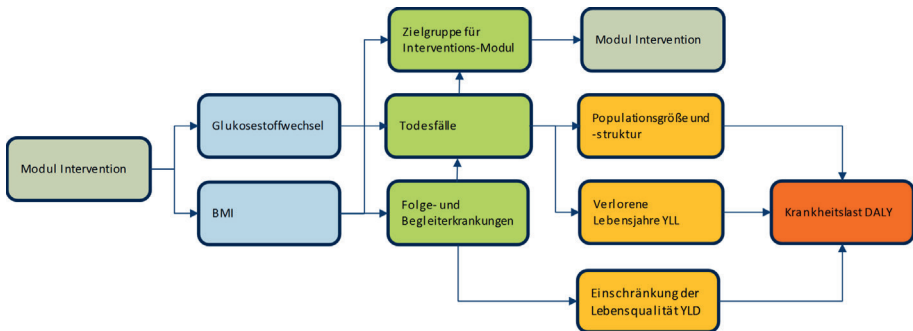 Zielgruppe für
Interventions-Modul
Modul Intervention
Glukosestoffwechsel
Todesfälle
Populationsgröße und
-struktur
Modul Intervention
BMI
Folge- und
Begleiterkrankungen
Verlorene
Lebensjahre YLL
Krankheitslast DALY
Einschränkung der
Lebensqualität YLD